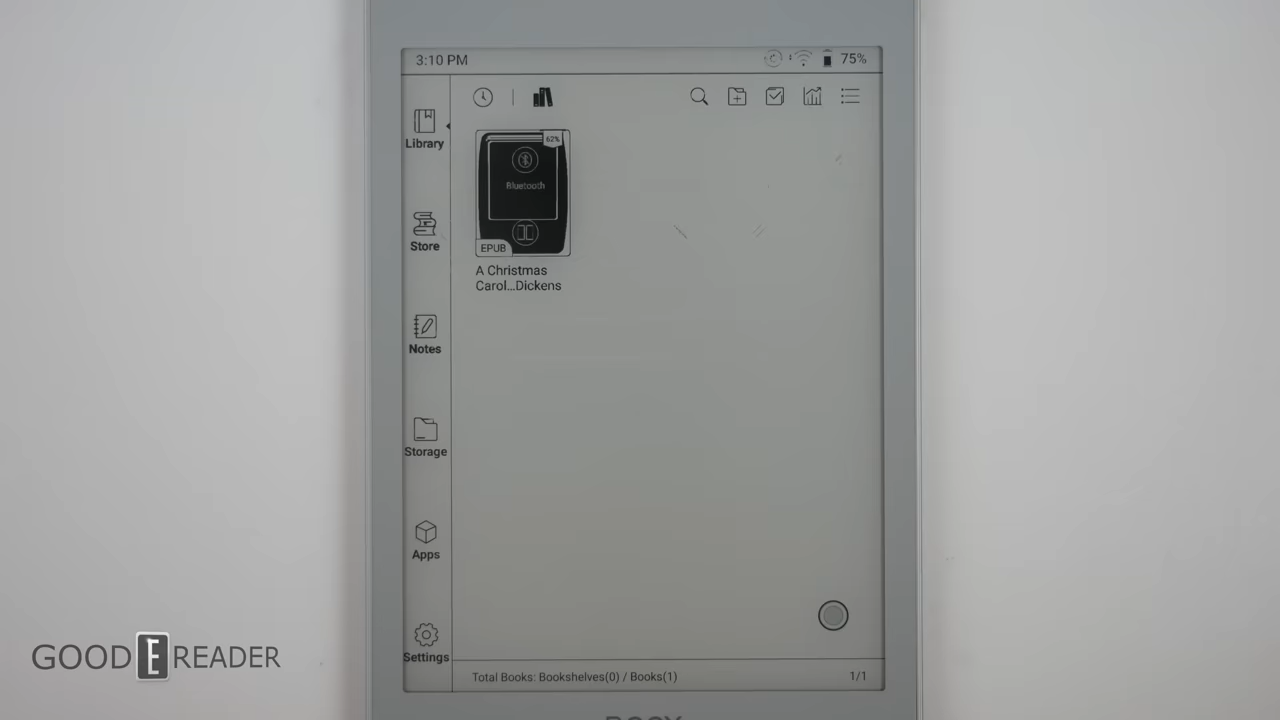 3:10 PM
75%
Library
62%
Bluetooth
EPUB
A Christmas
Carol...Dickens
Store
Notes
Storage
Apps
Settings
Total Books: Bookshelves(0) / Books(1)
1/1
GOOD E READER